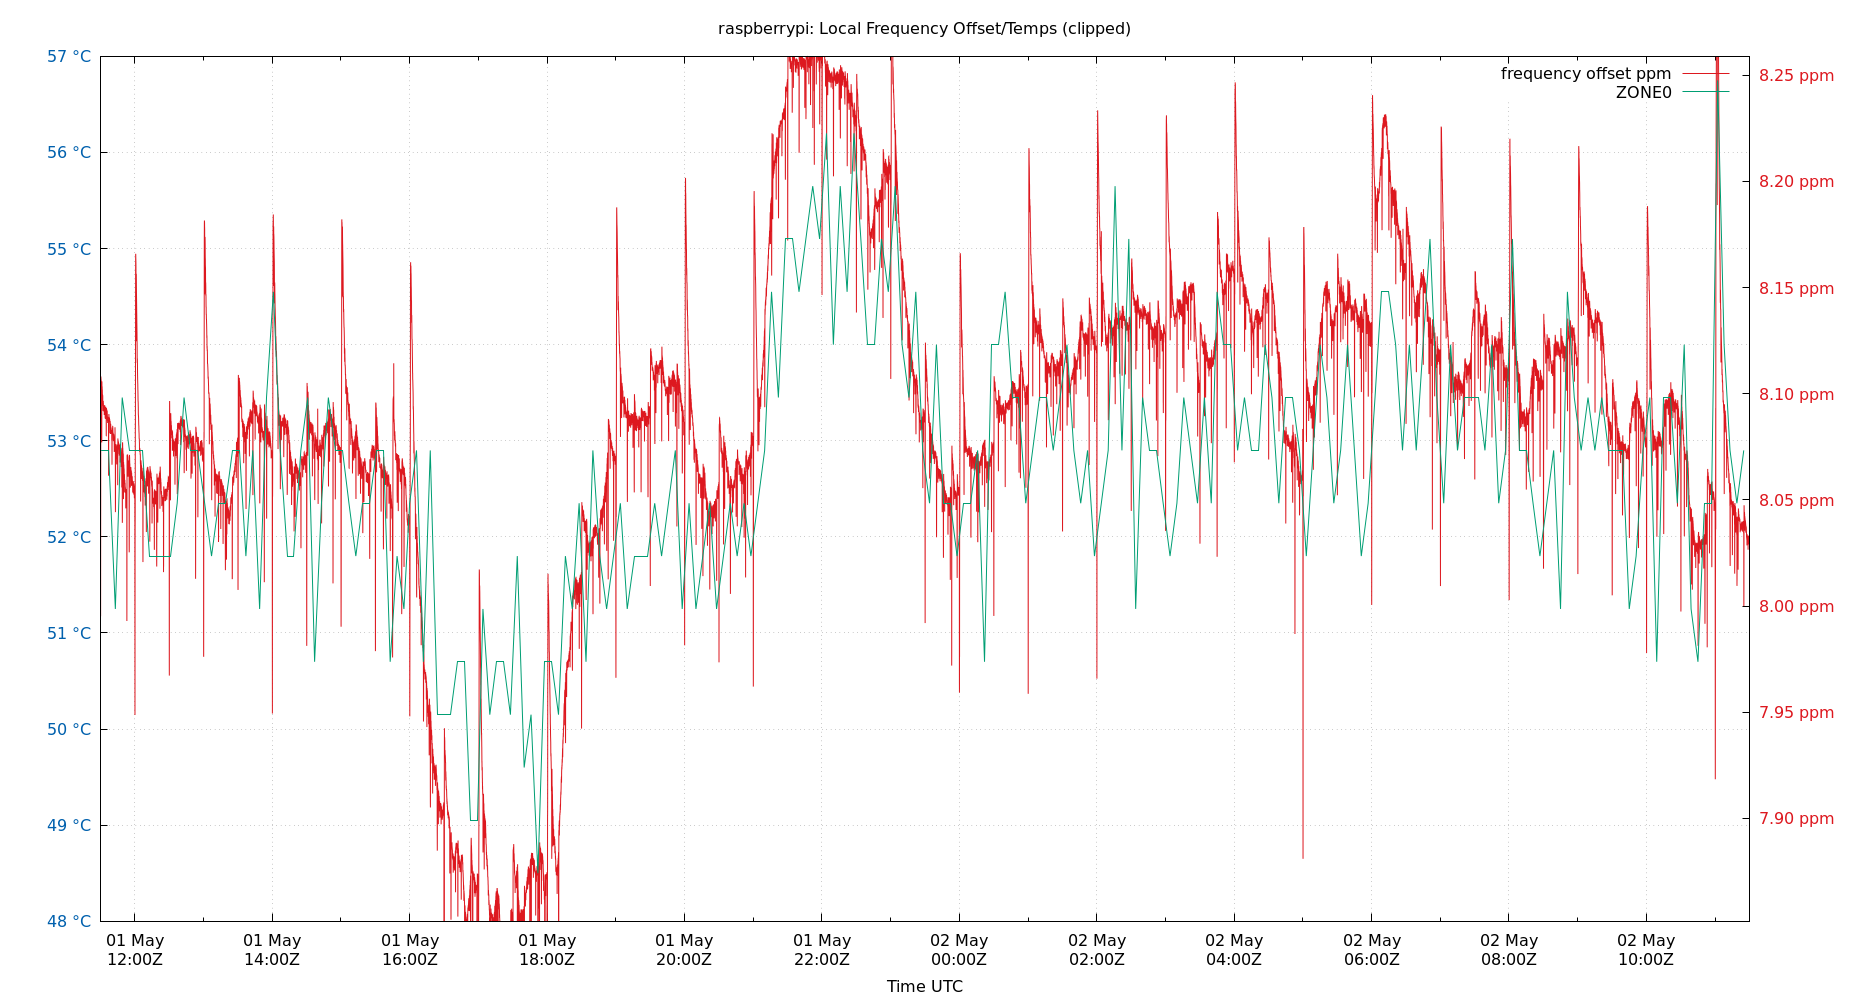 raspberrypi: Local Frequency Offset/Temps (clipped)
frequency offset ppm
ZONE0
57 °C
56 °C
55 °C
54 °C
53 °C
52 °C
51 °C
50 °C
49 °C
48 °C
8.25 ppm
8.20 ppm
8.15 ppm
8.10 ppm
8.05 ppm
8.00 ppm
7.95 ppm
7.90 ppm
01 May
12:00Z
01 May
14:00Z
01 May
16:00Z
01 May
18:00Z
01 May
20:00Z
01 May
22:00Z
02 May
00:00Z
02 May
02:00Z
02 May
04:00Z
02 May
06:00Z
02 May
08:00Z
02 May
10:00Z
Time UTC